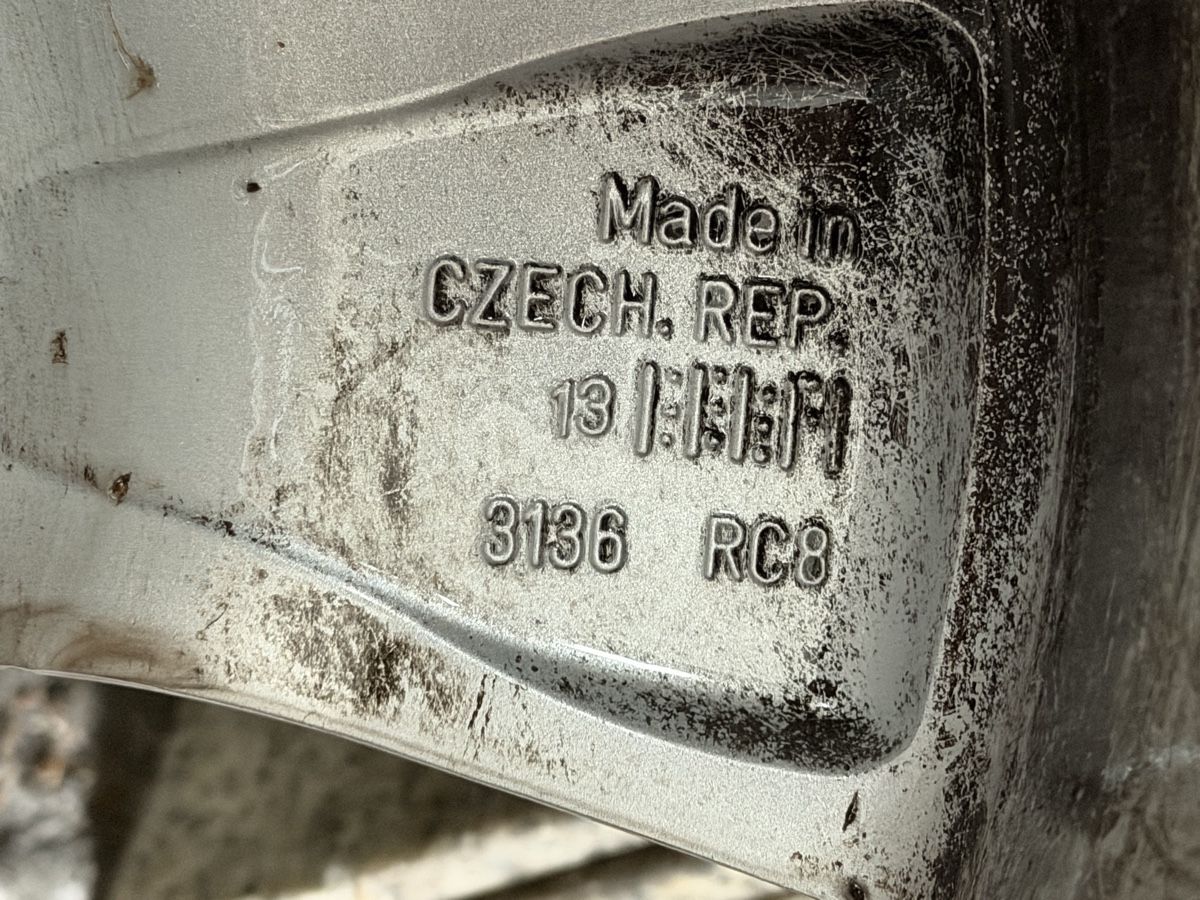 Made in
CZECH. REP.
13
3136 RC8